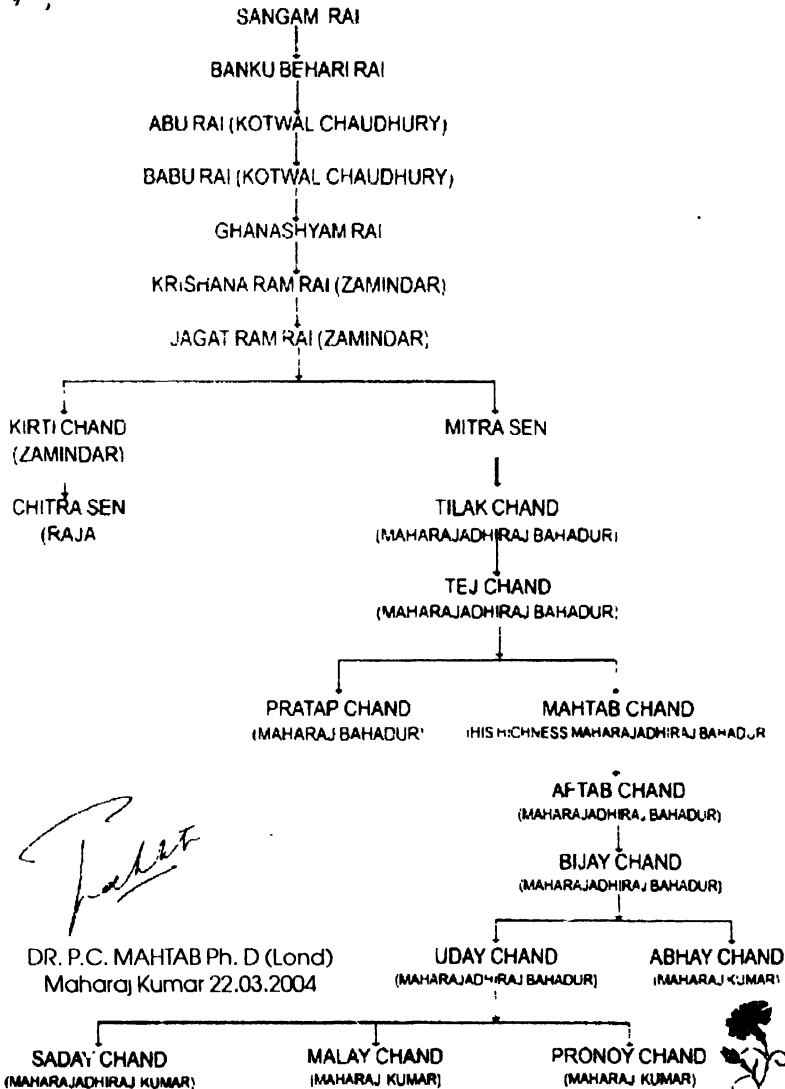 SANGAM RAI
BANKU BEHARI RAI
ABU RAI (KOTWAL CHAUDHURY)
BABU RAI (KOTWAL CHAUDHURY)
GHANASHYAM RAI
KRISHANA RAM RAI (ZAMINDAR)
JAGAT RAM RAI (ZAMINDAR)
KIRTI CHAND
(ZAMINDAR)
MITRA SEN
CHITRA SEN
(RAJA
TILAK CHAND
(MAHARAJADHIRAJ BAHADUR)
TEJ CHAND
(MAHARAJADHIRAJ BAHADUR)
PRATAP CHAND
(MAHARAJ BAHADUR)
MAHTAB CHAND
(HIS HIGHNESS MAHARAJADHIRAJ BAHADUR
AFTAB CHAND
(MAHARAJADHIRAJ BAHADUR)
BIJAY CHAND
(MAHARAJADHIRAJ BAHADUR)
DR. P.C. MAHTAB Ph. D (Lond)
Maharaj Kumar 22.03.2004
UDAY CHAND
(MAHARAJADHIRAJ BAHADUR)
ABHAY CHAND
(MAHARAJ KUMAR)
SADAY CHAND
(MAHARAJADHIRAJ KUMAR)
MALAY CHAND
(MAHARAJ KUMAR)
PRONOY CHAND
(MAHARAJ KUMAR)